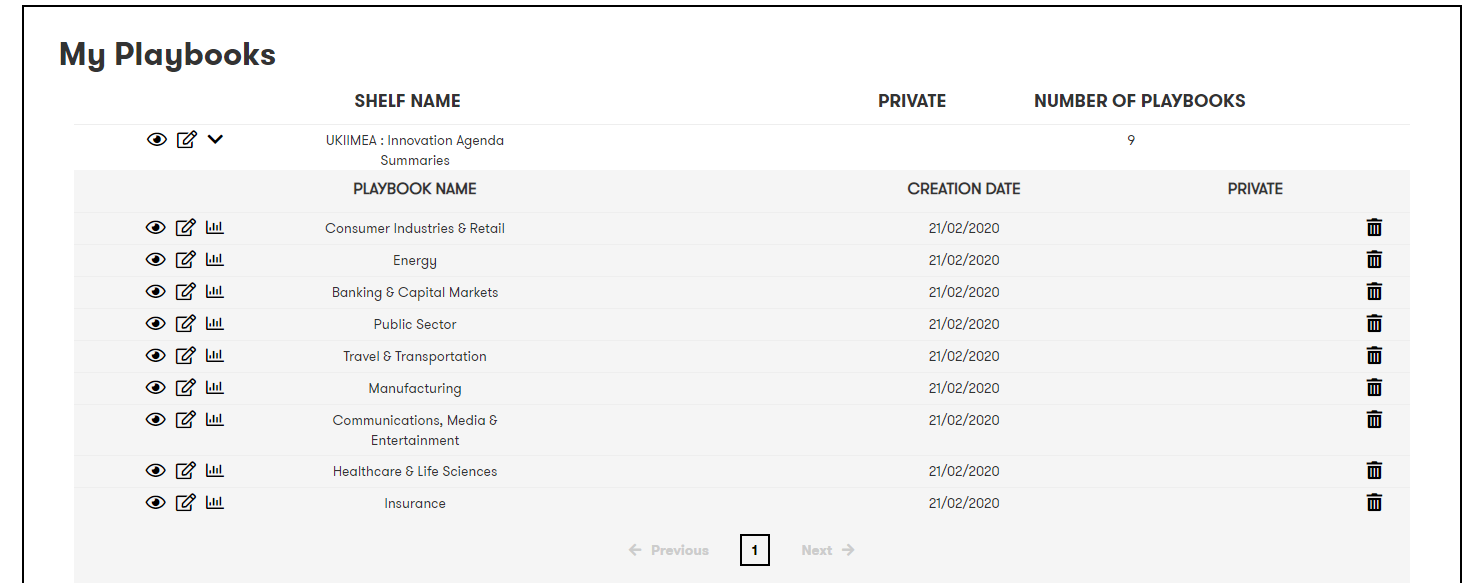 My Playbooks
SHELF NAME PRIVATE NUMBER OF PLAYBOOKS
UKIIMEA : Innovation Agenda 9
Summaries
PLAYBOOK NAME CREATION DATE PRIVATE
Consumer Industries & Retail 21/02/2020
Energy 21/02/2020
Banking & Capital Markets 21/02/2020
Public Sector 21/02/2020
Travel & Transportation 21/02/2020
Manufacturing 21/02/2020
Communications, Media & 21/02/2020
Entertainment
Healthcare & Life Sciences 21/02/2020
Insurance 21/02/2020
← Previous 1 Next →